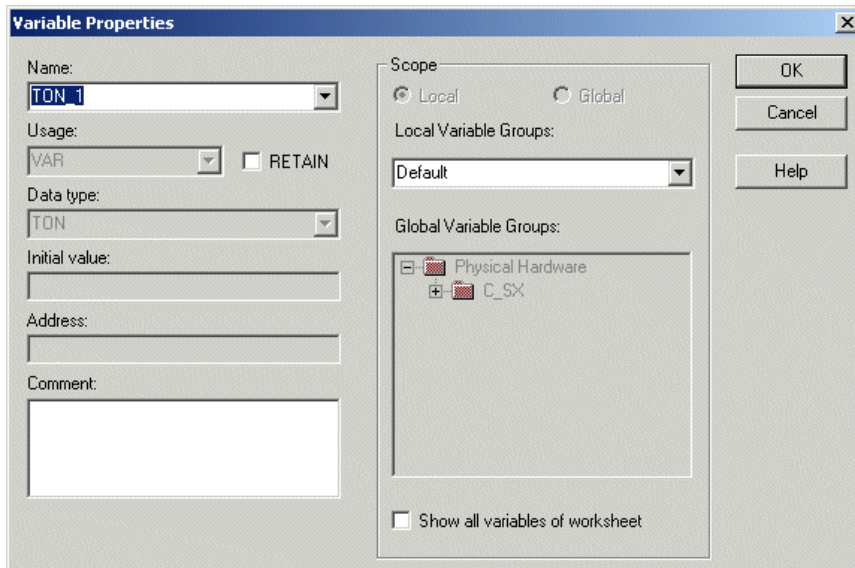 Variable Properties
Name:
TON_1
Usage:
VAR
RETAIN
Data type:
TON
Initial value:
Address:
Comment:
Scope
Local
Global
Local Variable Groups:
Default
Global Variable Groups:
Physical Hardware
C_SX
Show all variables of worksheet
OK
Cancel
Help